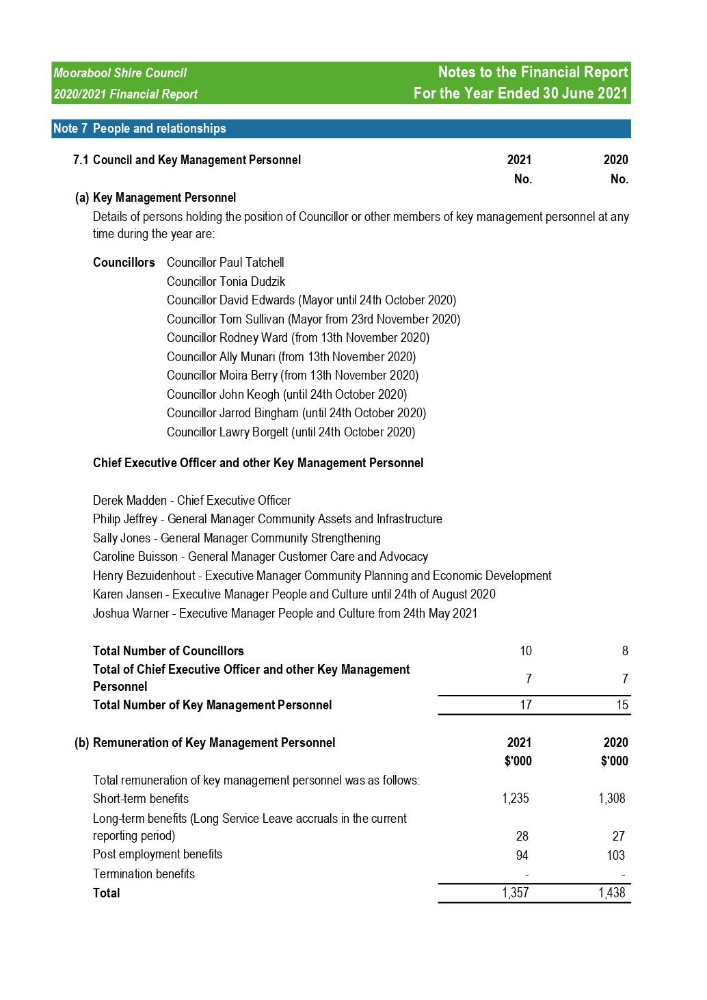 Moorabool Shire Council Notes to the Financial Report
2020/2021 Financial Report For the Year Ended 30 June 2021
Note 7 People and relationships
7.1 Council and Key Management Personnel 2021 2020
No. No.
(a) Key Management Personnel
Details of persons holding the position of Councillor or other members of key management personnel at any
time during the year are:
Councillors Councillor Paul Tatchell
Councillor Tonia Dudzik
Councillor David Edwards (Mayor until 24th October 2020)
Councillor Tom Sullivan (Mayor from 23rd November 2020)
Councillor Rodney Ward (from 13th November 2020)
Councillor Ally Munari (from 13th November 2020)
Councillor Moira Berry (from 13th November 2020)
Councillor John Keogh (until 24th October 2020)
Councillor Jarrod Bingham (until 24th October 2020)
Councillor Lawry Borgelt (until 24th October 2020)
Chief Executive Officer and other Key Management Personnel
Derek Madden - Chief Executive Officer
Philip Jeffrey - General Manager Community Assets and Infrastructure
Sally Jones - General Manager Community Strengthening
Caroline Buisson - General Manager Customer Care and Advocacy
Henry Bezuidenhout - Executive Manager Community Planning and Economic Development
Karen Jansen - Executive Manager People and Culture until 24th of August 2020
Joshua Warner - Executive Manager People and Culture from 24th May 2021
Total Number of Councillors 10 8
Total of Chief Executive Officer and other Key Management
Personnel 7 7
Total Number of Key Management Personnel 17 15
(b) Remuneration of Key Management Personnel 2021 2020
$'000 $'000
Total remuneration of key management personnel was as follows:
Short-term benefits 1,235 1,308
Long-term benefits (Long Service Leave accruals in the current
reporting period) 28 27
Post employment benefits 94 103
Termination benefits - -
Total 1,357 1,438